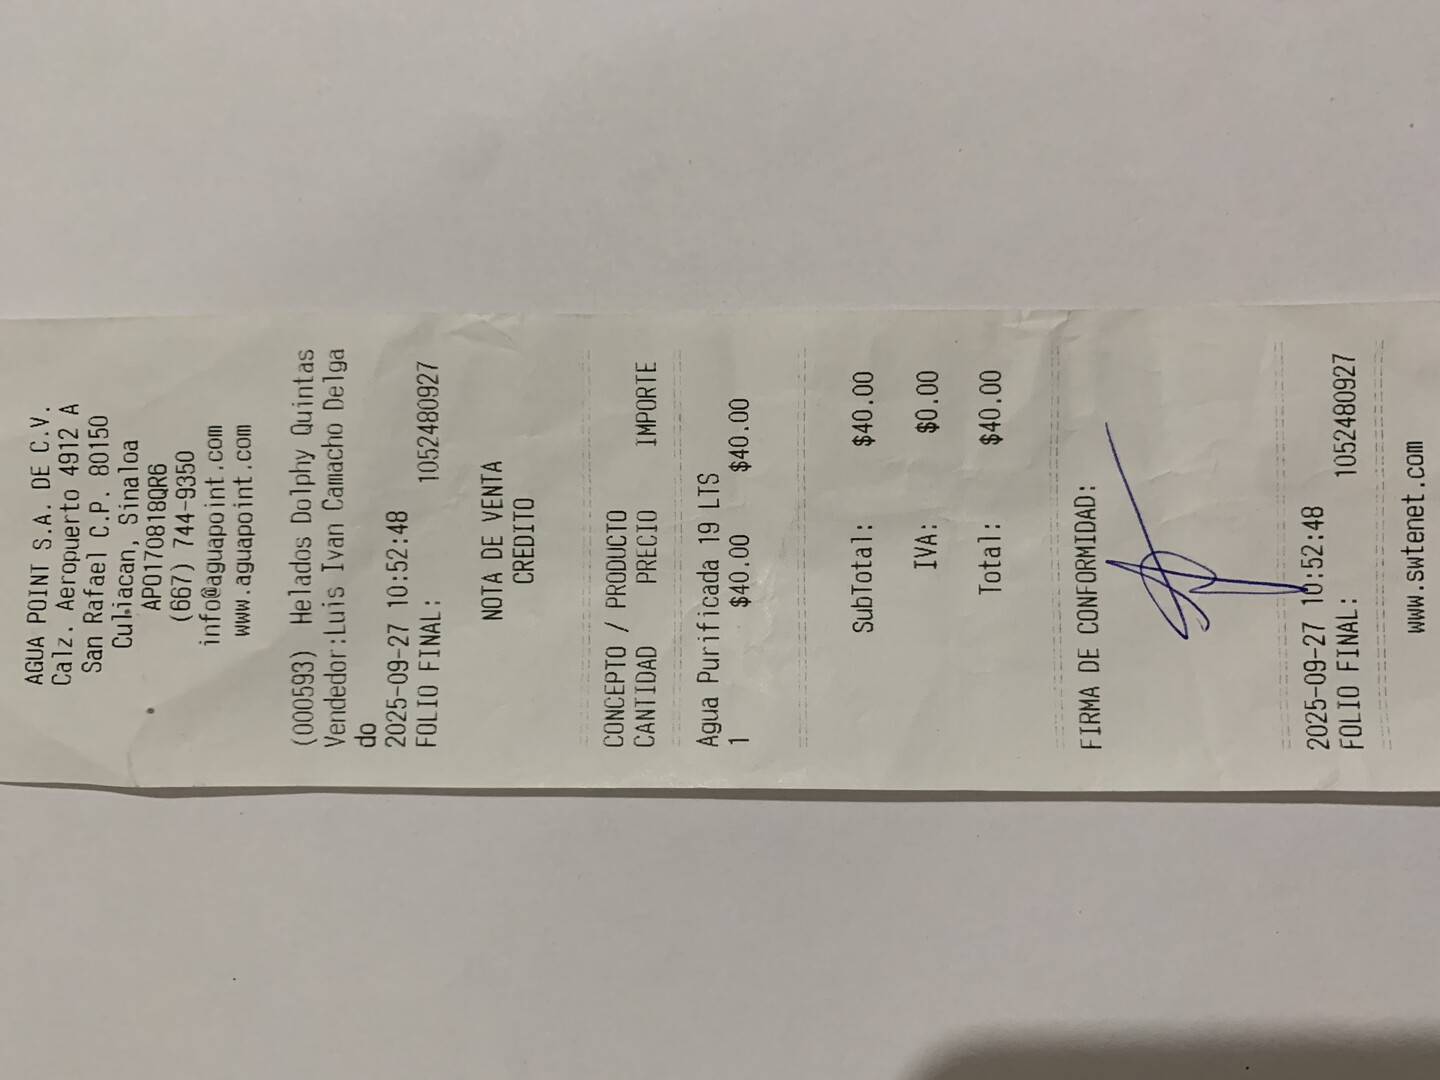 AGUA POINT S.A. DE C.V.
Calz. Aeropuerto 4912 A
San Rafael C.P. 80150
Culiacan, Sinaloa
APO170818QR6
(667) 744-9350
info@aguapoint.com
www.aguapoint.com
(000593) Helados Dolphy Quintas
Vendedor:Luis Ivan Camacho Delga
do
2025-09-27 10:52:48
FOLIO FINAL: 1052480927
NOTA DE VENTA
CREDITO
CONCEPTO / PRODUCTO
CANTIDAD PRECIO IMPORTE
Agua Purificada 19 LTS
1 $40.00 $40.00
SubTotal: $40.00
IVA: $0.00
Total: $40.00
FIRMA DE CONFORMIDAD:
2025-09-27 10:52:48
FOLIO FINAL: 1052480927
www.swtenet.com